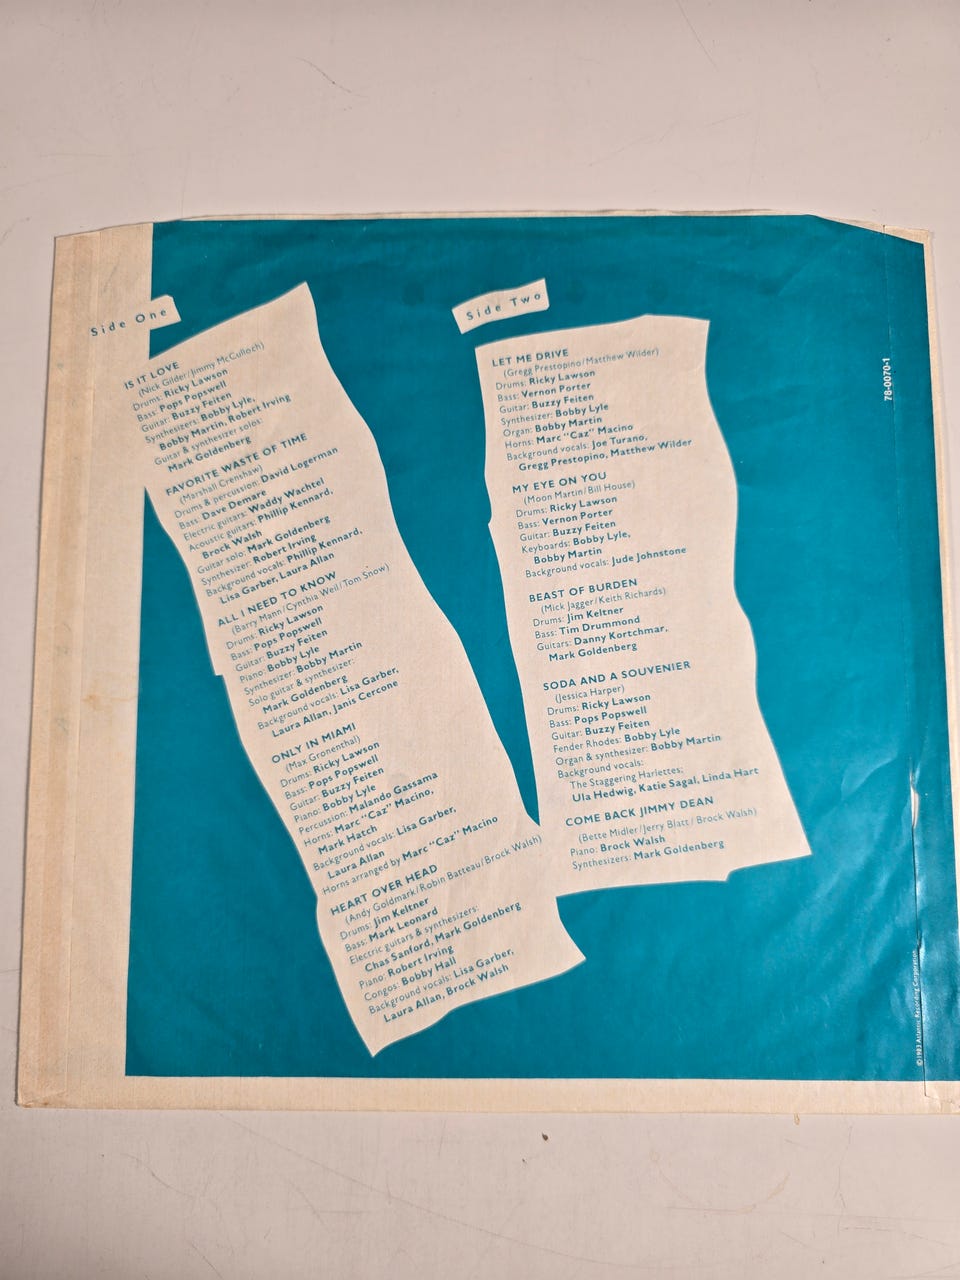 Side One
IS IT LOVE
(Nick Gilder/Jimmy McCulloch)
Drums: Ricky Lawson
Bass: Pops Popswell
Guitar: Buzzy Feiten
Synthesizers: Bobby Lyle,
Bobby Martin, Robert Irving
Guitar & synthesizer solos:
Mark Goldenberg
FAVORITE WASTE OF TIME
(Marshall Crenshaw)
Drums & percussion: David Logerman
Bass: Dave Demare
Electric guitars: Waddy Wachtel
Acoustic guitars: Phillip Kennard,
Brock Walsh
Guitar solo: Mark Goldenberg
Synthesizer: Robert Irving
Background vocals: Phillip Kennard,
Lisa Garber, Laura Allan
ALL I NEED TO KNOW
(Barry Mann/Cynthia Weil/Tom Snow)
Drums: Ricky Lawson
Bass: Pops Popswell
Guitar: Buzzy Feiten
Piano: Bobby Lyle
Synthesizer: Bobby Martin
Solo guitar & synthesizer:
Mark Goldenberg
Background vocals: Lisa Garber,
Laura Allan, Janis Cercone
ONLY IN MIAMI
(Max Gronenthal)
Drums: Ricky Lawson
Bass: Pops Popswell
Guitar: Buzzy Feiten
Piano: Bobby Lyle
Percussion: Malando Gassama
Horns: Marc "Caz" Macino,
Mark Hatch
Background vocals: Lisa Garber,
Laura Allan
Horns arranged by Marc "Caz" Macino
HEART OVER HEAD
(Andy Goldmark/Robin Batteau/Brock Walsh)
Drums: Jim Keltner
Bass: Mark Leonard
Electric guitars & synthesizers:
Chas Sanford, Mark Goldenberg
Piano: Robert Irving
Congos: Bobby Hall
Background vocals: Lisa Garber,
Laura Allan, Brock Walsh
Side Two
LET ME DRIVE
(Gregg Prestopino/Matthew Wilder)
Drums: Ricky Lawson
Bass: Vernon Porter
Guitar: Buzzy Feiten
Synthesizer: Bobby Lyle
Organ: Bobby Martin
Horns: Marc "Caz" Macino
Background vocals: Joe Turano,
Gregg Prestopino, Matthew Wilder
MY EYE ON YOU
(Moon Martin/Bill House)
Drums: Ricky Lawson
Bass: Vernon Porter
Guitar: Buzzy Feiten
Keyboards: Bobby Lyle,
Bobby Martin
Background vocals: Jude Johnstone
BEAST OF BURDEN
(Mick Jagger/Keith Richards)
Drums: Jim Keltner
Bass: Tim Drummond
Guitars: Danny Kortchmar,
Mark Goldenberg
SODA AND A SOUVENIER
(Jessica Harper)
Drums: Ricky Lawson
Bass: Pops Popswell
Guitar: Buzzy Feiten
Fender Rhodes: Bobby Lyle
Organ & synthesizer: Bobby Martin
Background vocals:
The Staggering Harlettes:
Ula Hedwig, Katie Sagal, Linda Hart
COME BACK JIMMY DEAN
(Bette Midler/Jerry Blatt/Brock Walsh)
Piano: Brock Walsh
Synthesizers: Mark Goldenberg
78-0070-1
©1983 Atlantic Recording Corporation